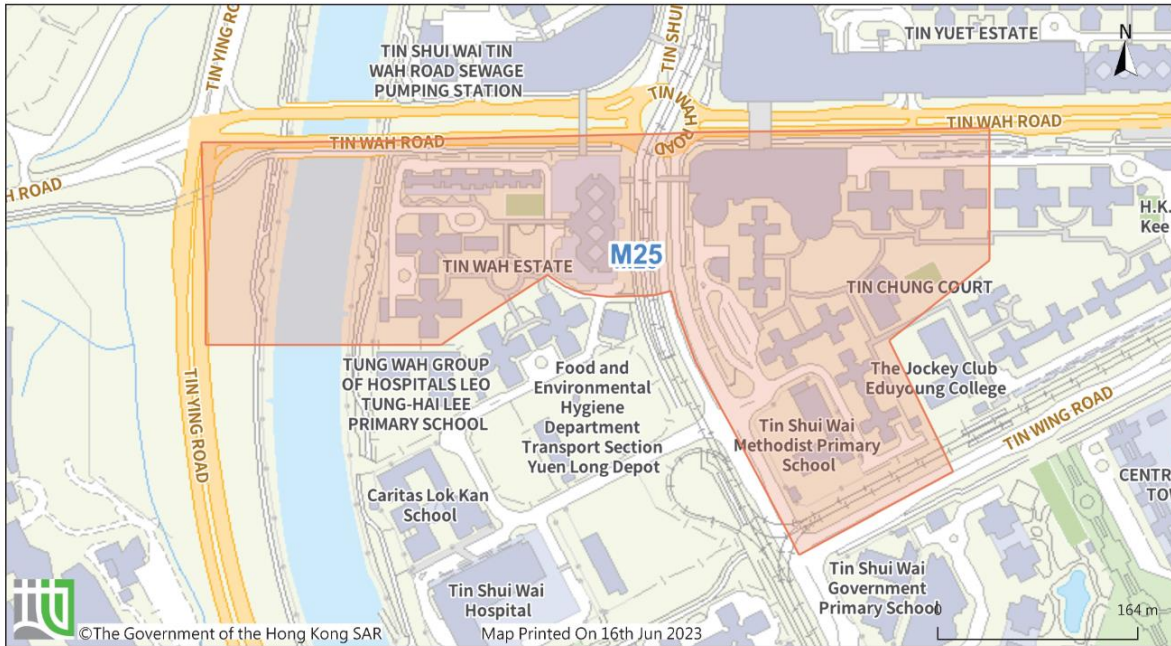 TIN YING ROAD
TIN SHUI WAI TIN
WAH ROAD SEWAGE
PUMPING STATION
TIN SHUI
TIN YUET ESTATE
N
TIN WAH ROAD
TIN WAH ROAD
TIN WAH ROAD
H ROAD
H.K.
Kee
M25
TIN WAH ESTATE
TIN CHUNG COURT
TUNG WAH GROUP
OF HOSPITALS LEO
TUNG-HAI LEE
PRIMARY SCHOOL
Food and
Environmental
Hygiene
Department
Transport Section
Yuen Long Depot
The Jockey Club
Eduyoung College
TIN YING ROAD
TIN WING ROAD
Tin Shui Wai
Methodist Primary
School
Caritas Lok Kan
School
CENTR
TO
Tin Shui Wai
Hospital
Tin Shui Wai
Government
Primary School
0
164 m
©The Government of the Hong Kong SAR
Map Printed On 16th Jun 2023